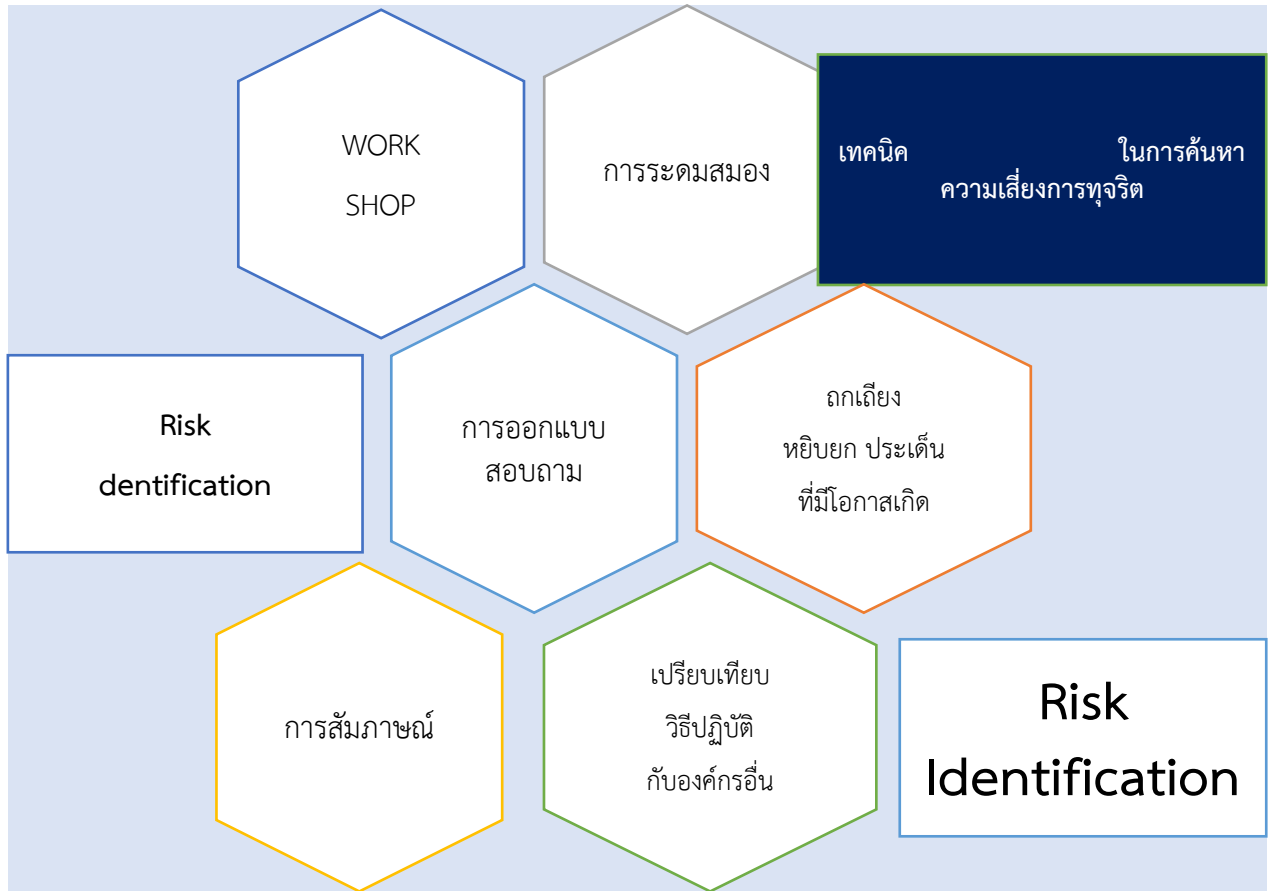 WORK
SHOP
การระดมสมอง
เทคนิค ในการค้นหา
ความเสี่ยงการทุจริต
Risk
dentification
การออกแบบ
สอบถาม
ถกเถียง
หยิบยก ประเด็น
ที่มีโอกาสเกิด
การสัมภาษณ์
เปรียบเทียบ
วิธีปฏิบัติ
กับองค์กรอื่น
Risk
Identification